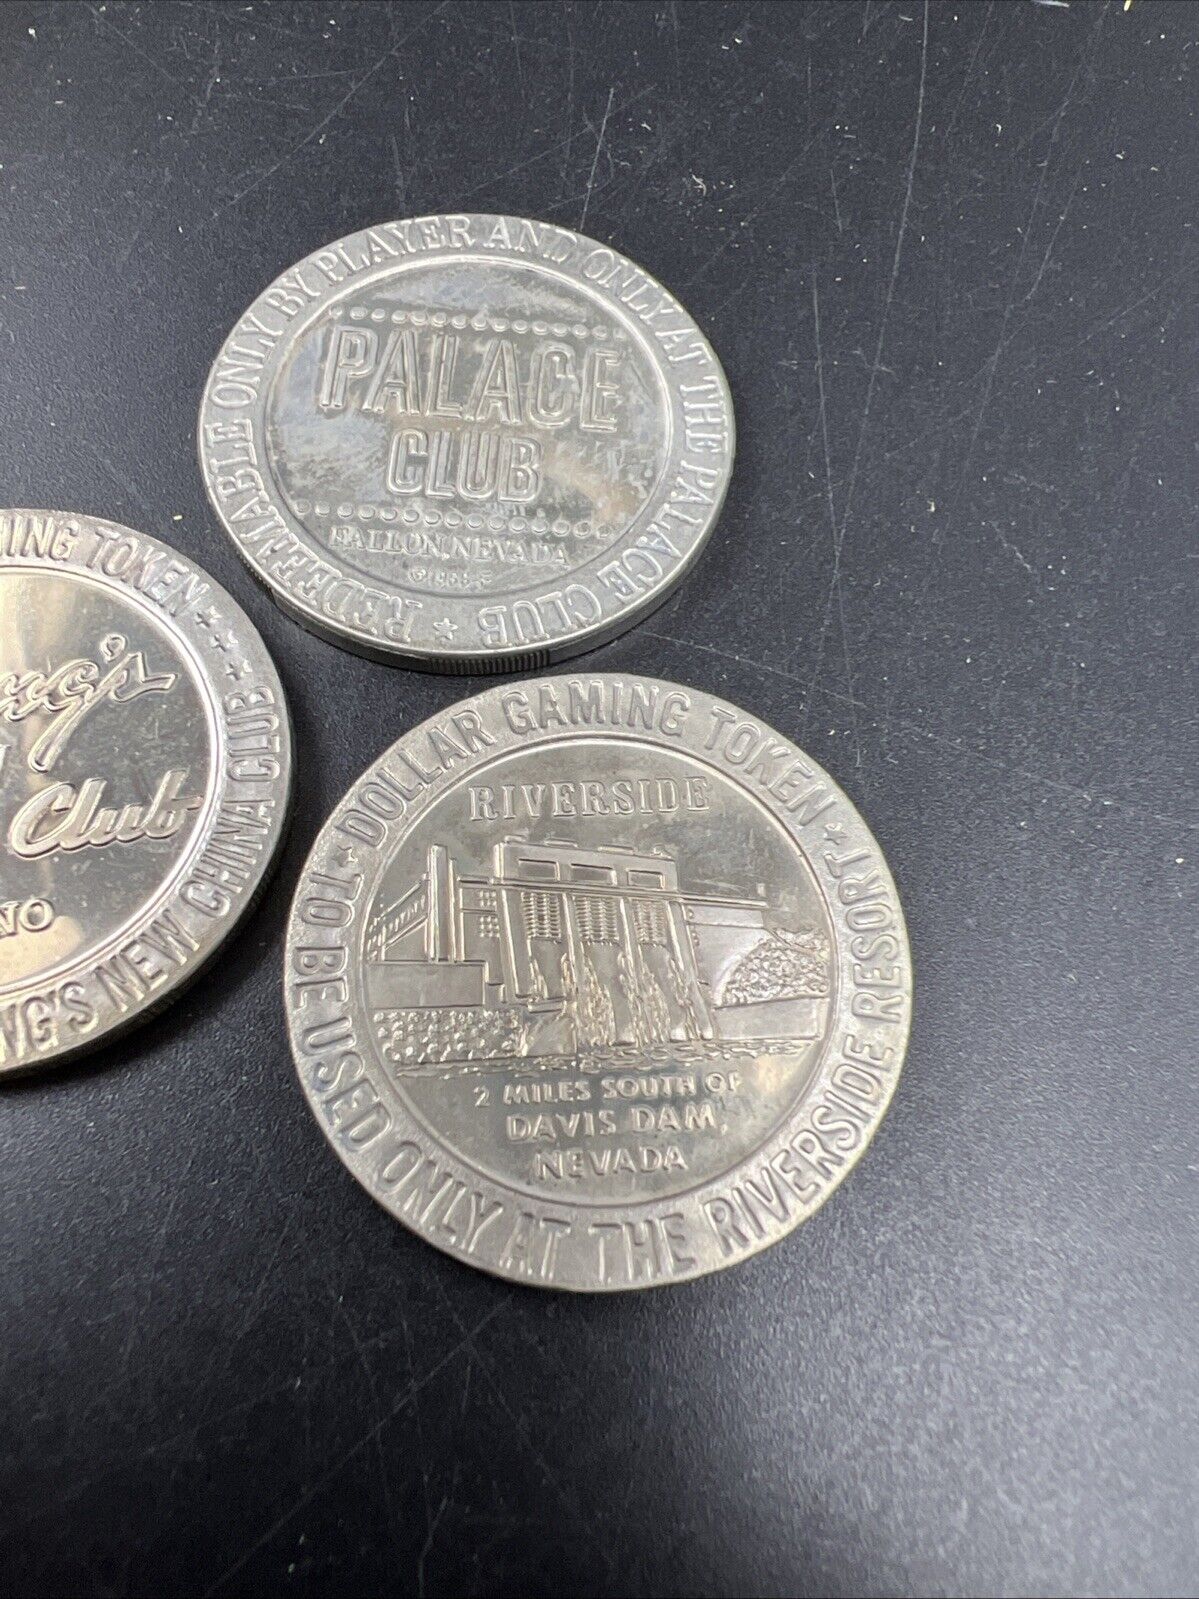 REDEEMABLE ONLY BY PLAYER AND ONLY AT THE PALACE CLUB
PALACE
CLUB
FALLON, NEVADA
TOKEN
NG'S NEW CHINA CLUB
Club
DOLLAR GAMING TOKEN
TO BE USED ONLY AT THE RIVERSIDE RESORT
RIVERSIDE
2 MILES SOUTH OF
DAVIS DAM,
NEVADA